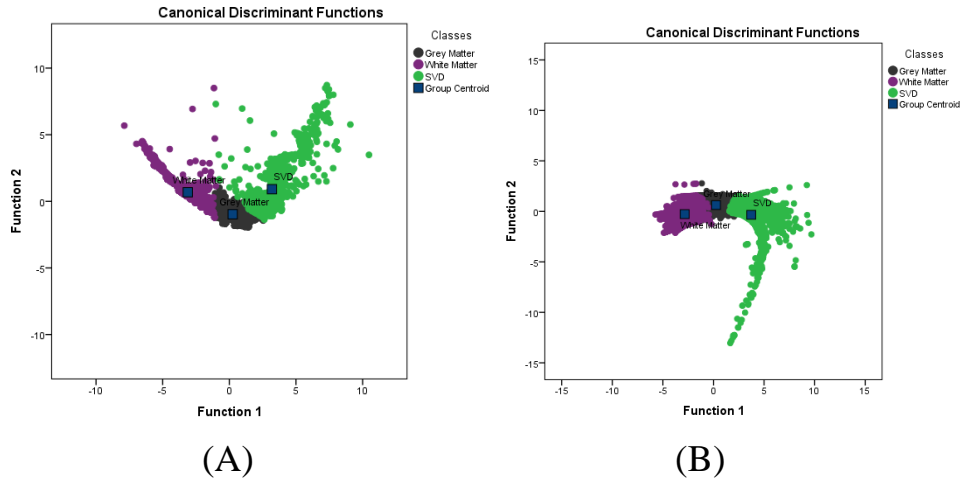 Canonical Discriminant Functions
Classes
Grey Matter
White Matter
SVD
Group Centroid
10
5
0
-5
-10
Function 2
White Matter
SVD
Grey Matter
-10 -5 0 5 10
Function 1
(A)
Canonical Discriminant Functions
Classes
Grey Matter
White Matter
SVD
Group Centroid
15
10
5
0
-5
-10
-15
Function 2
Grey Matter
SVD
White Matter
-15 -10 -5 0 5 10 15
Function 1
(B)